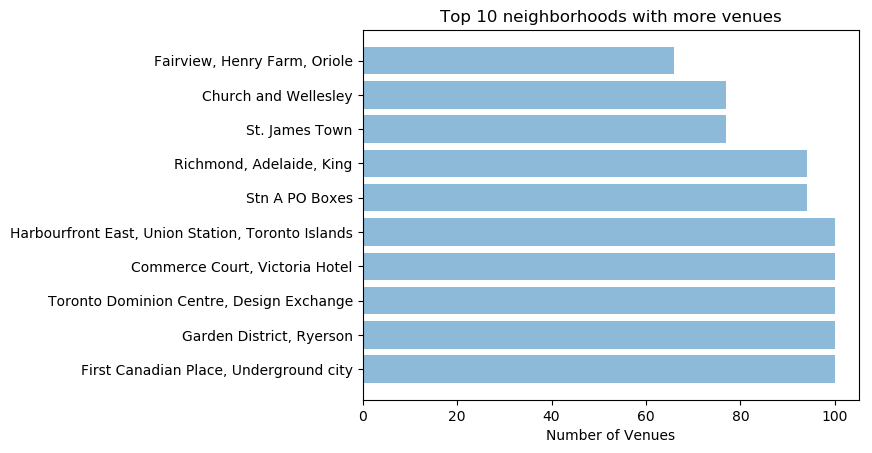 Top 10 neighborhoods with more venues
Fairview, Henry Farm, Oriole
Church and Wellesley
St. James Town
Richmond, Adelaide, King
Stn A PO Boxes
Harbourfront East, Union Station, Toronto Islands
Commerce Court, Victoria Hotel
Toronto Dominion Centre, Design Exchange
Garden District, Ryerson
First Canadian Place, Underground city
0 20 40 60 80 100
Number of Venues